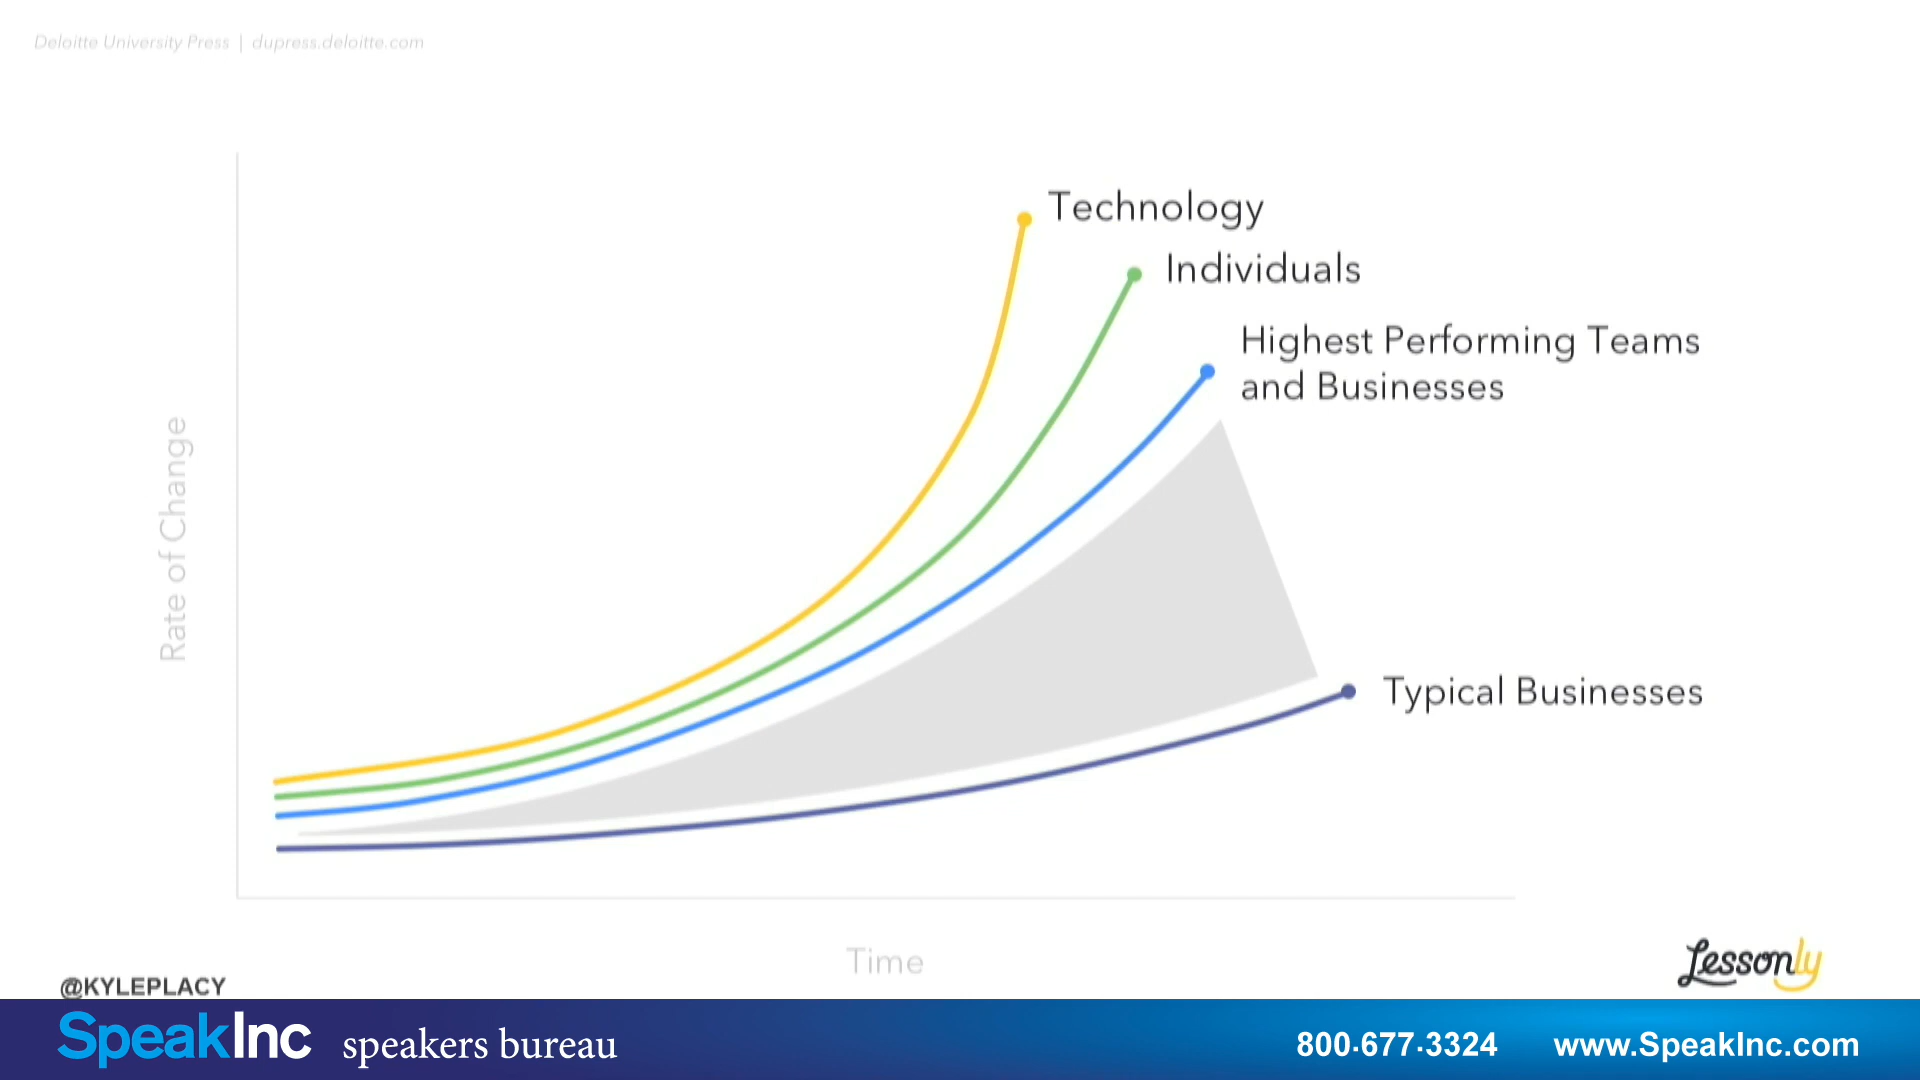 Deloitte University Press | dupress.deloitte.com
Technology
Individuals
Highest Performing Teams
and Businesses
Rate of Change
Typical Businesses
Time
Lessonly
@KYLEPLACY
SpeakInc speakers bureau
800.677.3324
www.SpeakInc.com